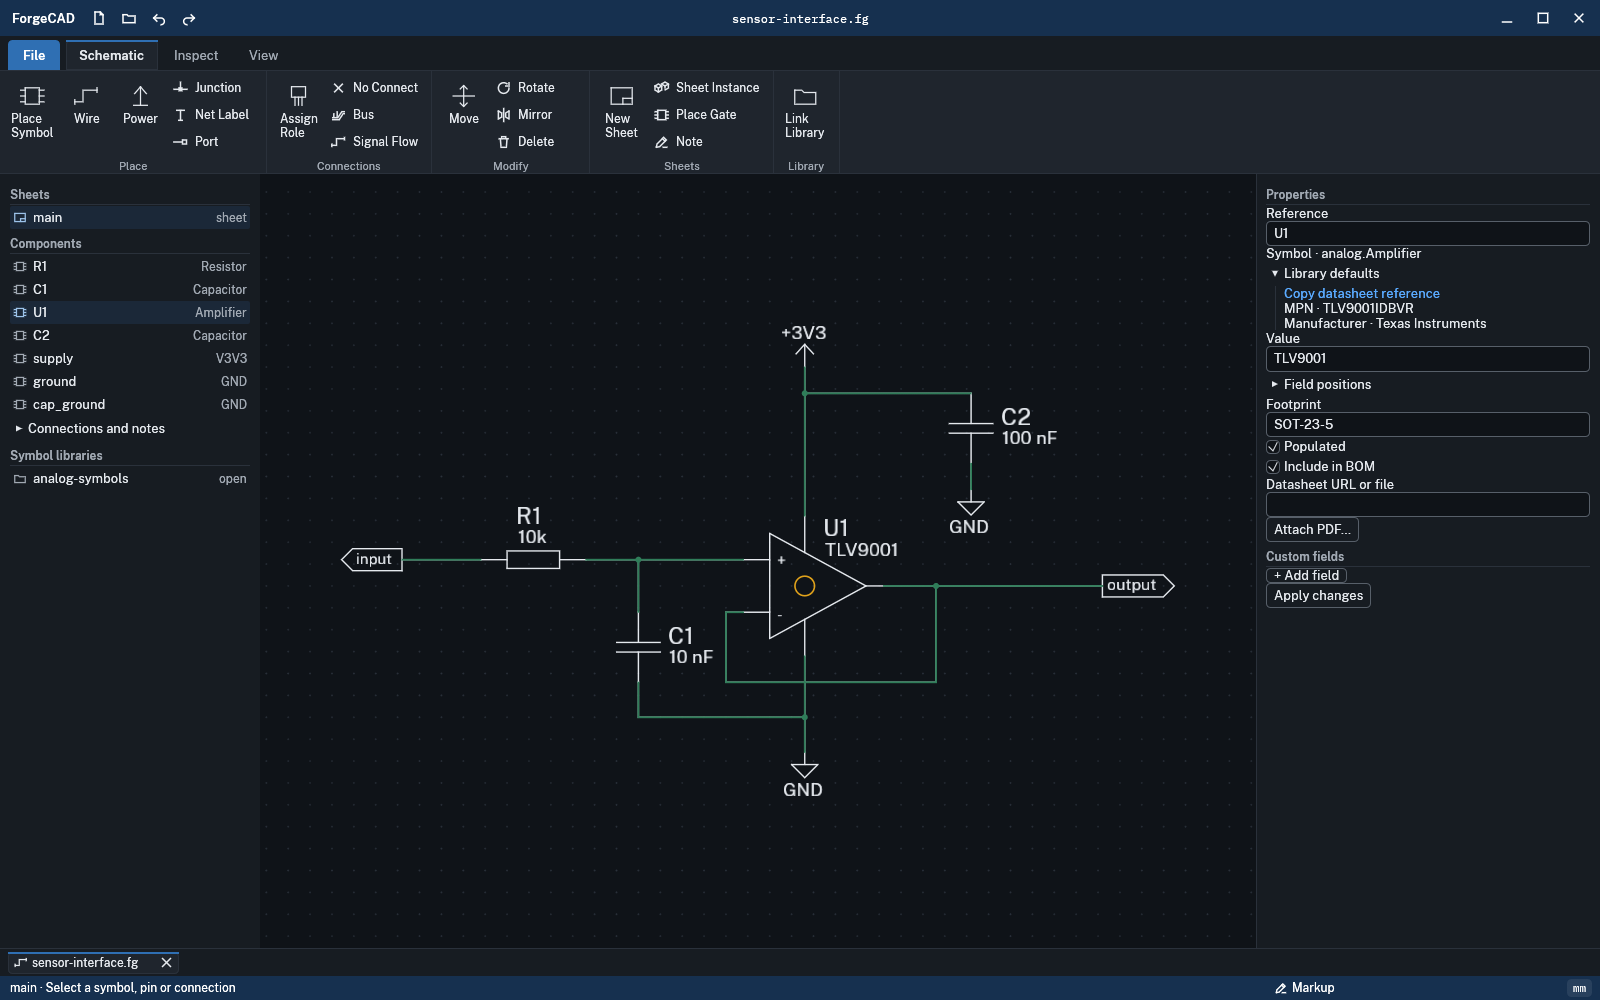 ForgeCAD
sensor-interface.fg
File
Schematic
Inspect
View
Place Symbol
Wire
Power
Junction
Net Label
Port
Place
Assign Role
No Connect
Bus
Signal Flow
Connections
Move
Rotate
Mirror
Delete
Modify
New Sheet
Sheet Instance
Place Gate
Note
Sheets
Link Library
Library
Sheets
main sheet
Components
R1 Resistor
C1 Capacitor
U1 Amplifier
C2 Capacitor
supply V3V3
ground GND
cap_ground GND
Connections and notes
Symbol libraries
analog-symbols open
+3V3
C2
100 nF
GND
R1
10k
input
U1
TLV9001
+
-
output
C1
10 nF
GND
Properties
Reference
U1
Symbol · analog.Amplifier
Library defaults
Copy datasheet reference
MPN · TLV9001IDBVR
Manufacturer · Texas Instruments
Value
TLV9001
Field positions
Footprint
SOT-23-5
Populated
Include in BOM
Datasheet URL or file
Attach PDF...
Custom fields
+ Add field
Apply changes
sensor-interface.fg
main · Select a symbol, pin or connection
Markup
mm